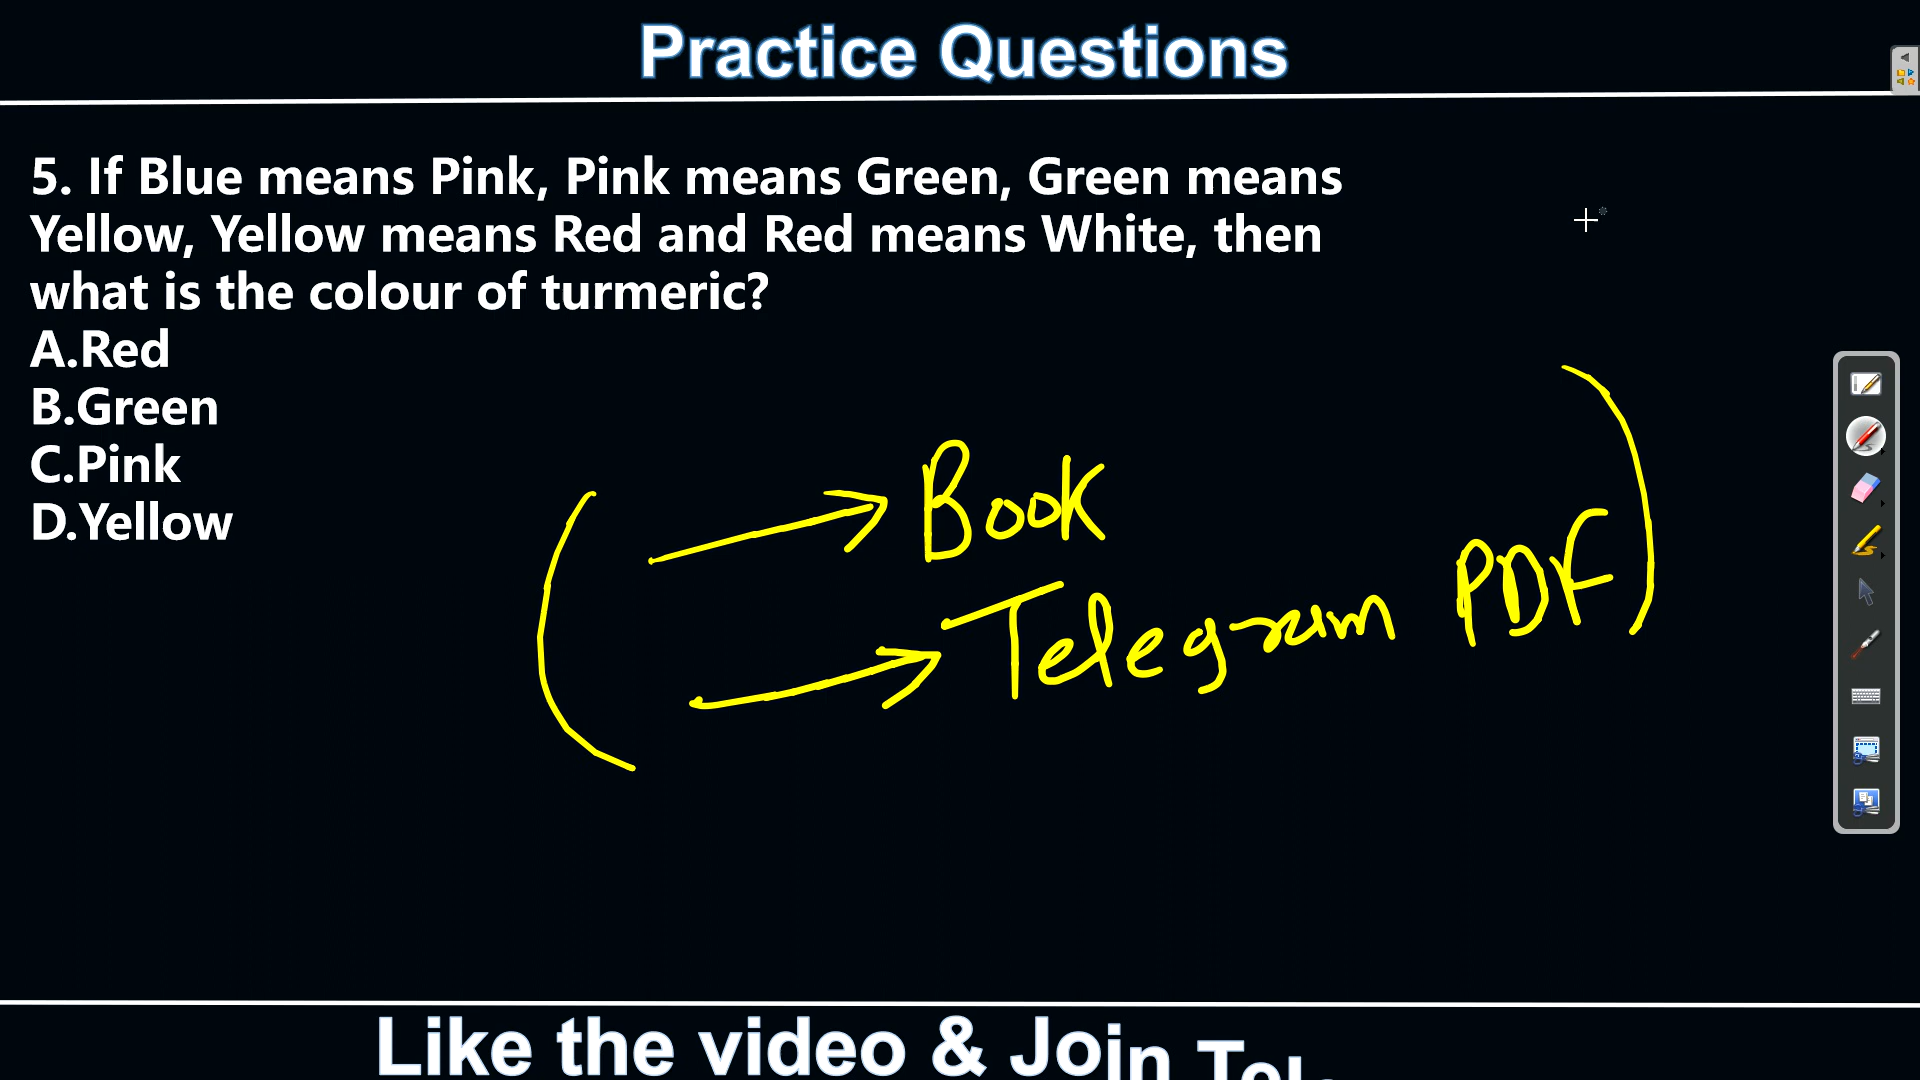 Practice Questions
5. If Blue means Pink, Pink means Green, Green means
Yellow, Yellow means Red and Red means White, then
what is the colour of turmeric?
A.Red
B.Green
C.Pink
D.Yellow
Book
Telegram PDF
Like the video & Join